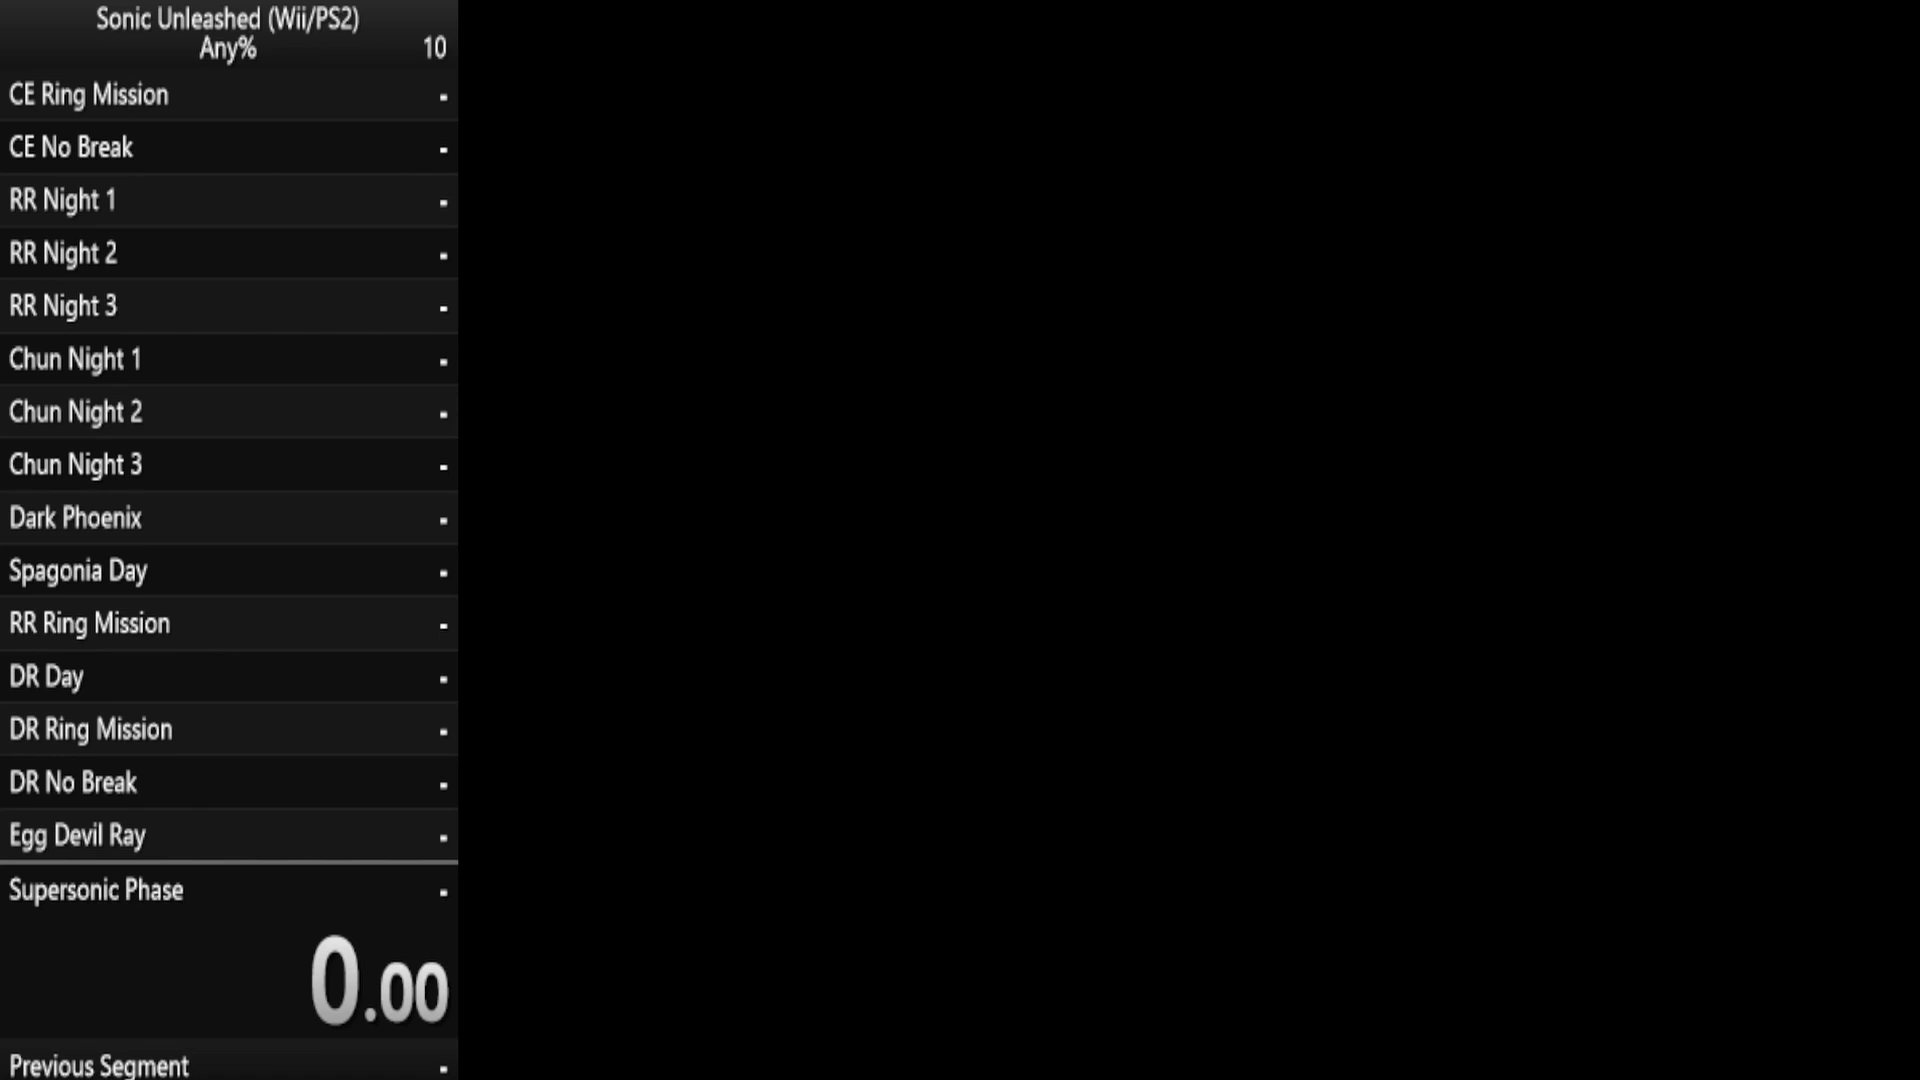 Sonic Unleashed (Wii/PS2)
Any% 10
CE Ring Mission -
CE No Break -
RR Night 1 -
RR Night 2 -
RR Night 3 -
Chun Night 1 -
Chun Night 2 -
Chun Night 3 -
Dark Phoenix -
Spagonia Day -
RR Ring Mission -
DR Day -
DR Ring Mission -
DR No Break -
Egg Devil Ray -
Supersonic Phase -
0.00
Previous Segment -